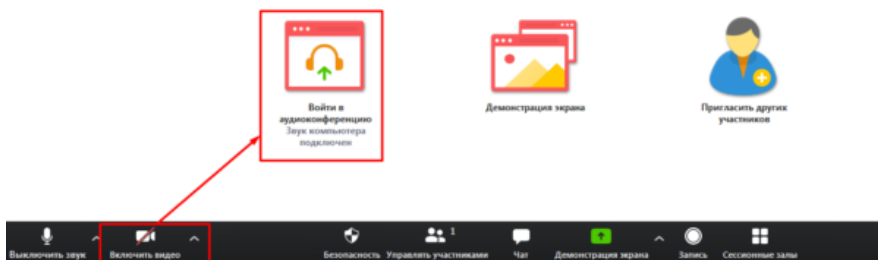 Войти в
аудиоконференцию
Звук компьютера
подключен
Демонстрация экрана
Пригласить других
участников
1
Выключить звук
Включить видео
Безопасность
Управлять участниками
Чат
Демонстрация экрана
Запись
Сессионные залы